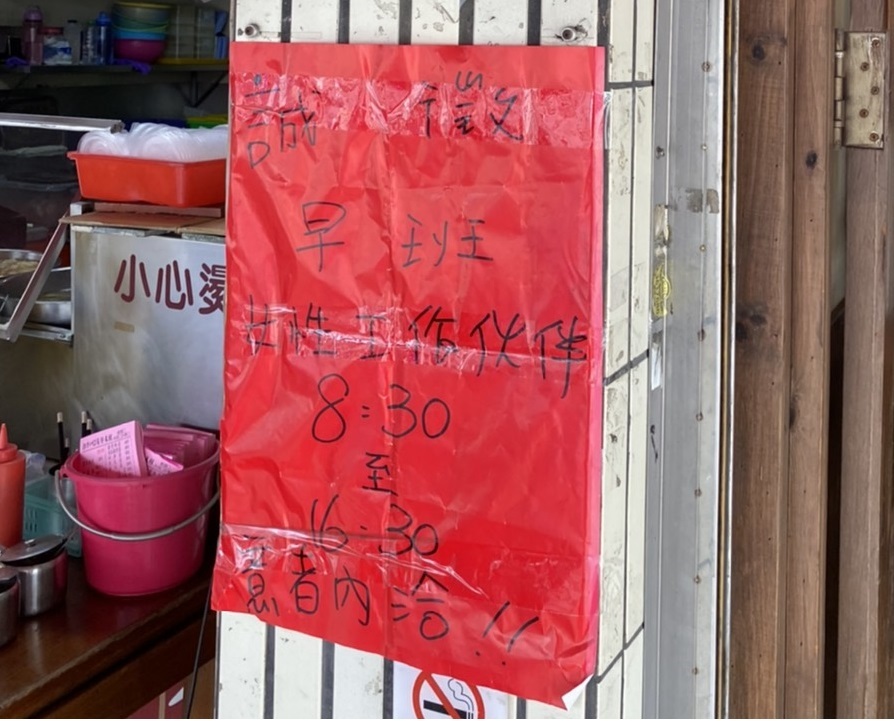 誠 徵
早 班
女性工作伙伴
8:30
至
16:30
意者內洽!!
小心燙